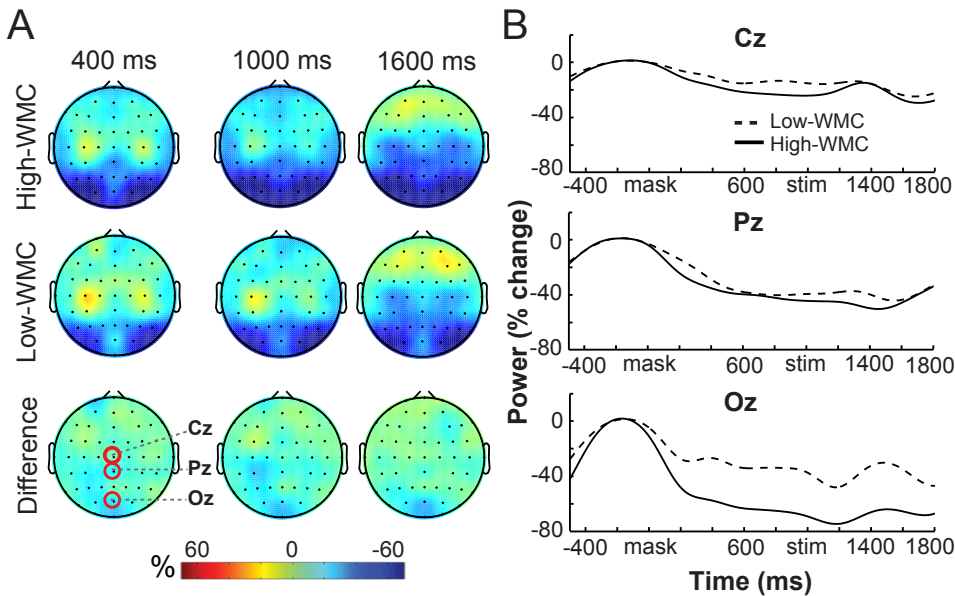 A
400 ms 1000 ms 1600 ms
High-WMC
Low-WMC
Difference
Cz
Pz
Oz
% 60 0 -60
B
Cz
0
-20
-40
-60
-80
Low-WMC
High-WMC
-400 mask 600 stim 1400 1800
Pz
0
-40
-80
-400 mask 600 stim 1400 1800
Power (% change)
Oz
0
-40
-80
-400 mask 600 stim 1400 1800
Time (ms)